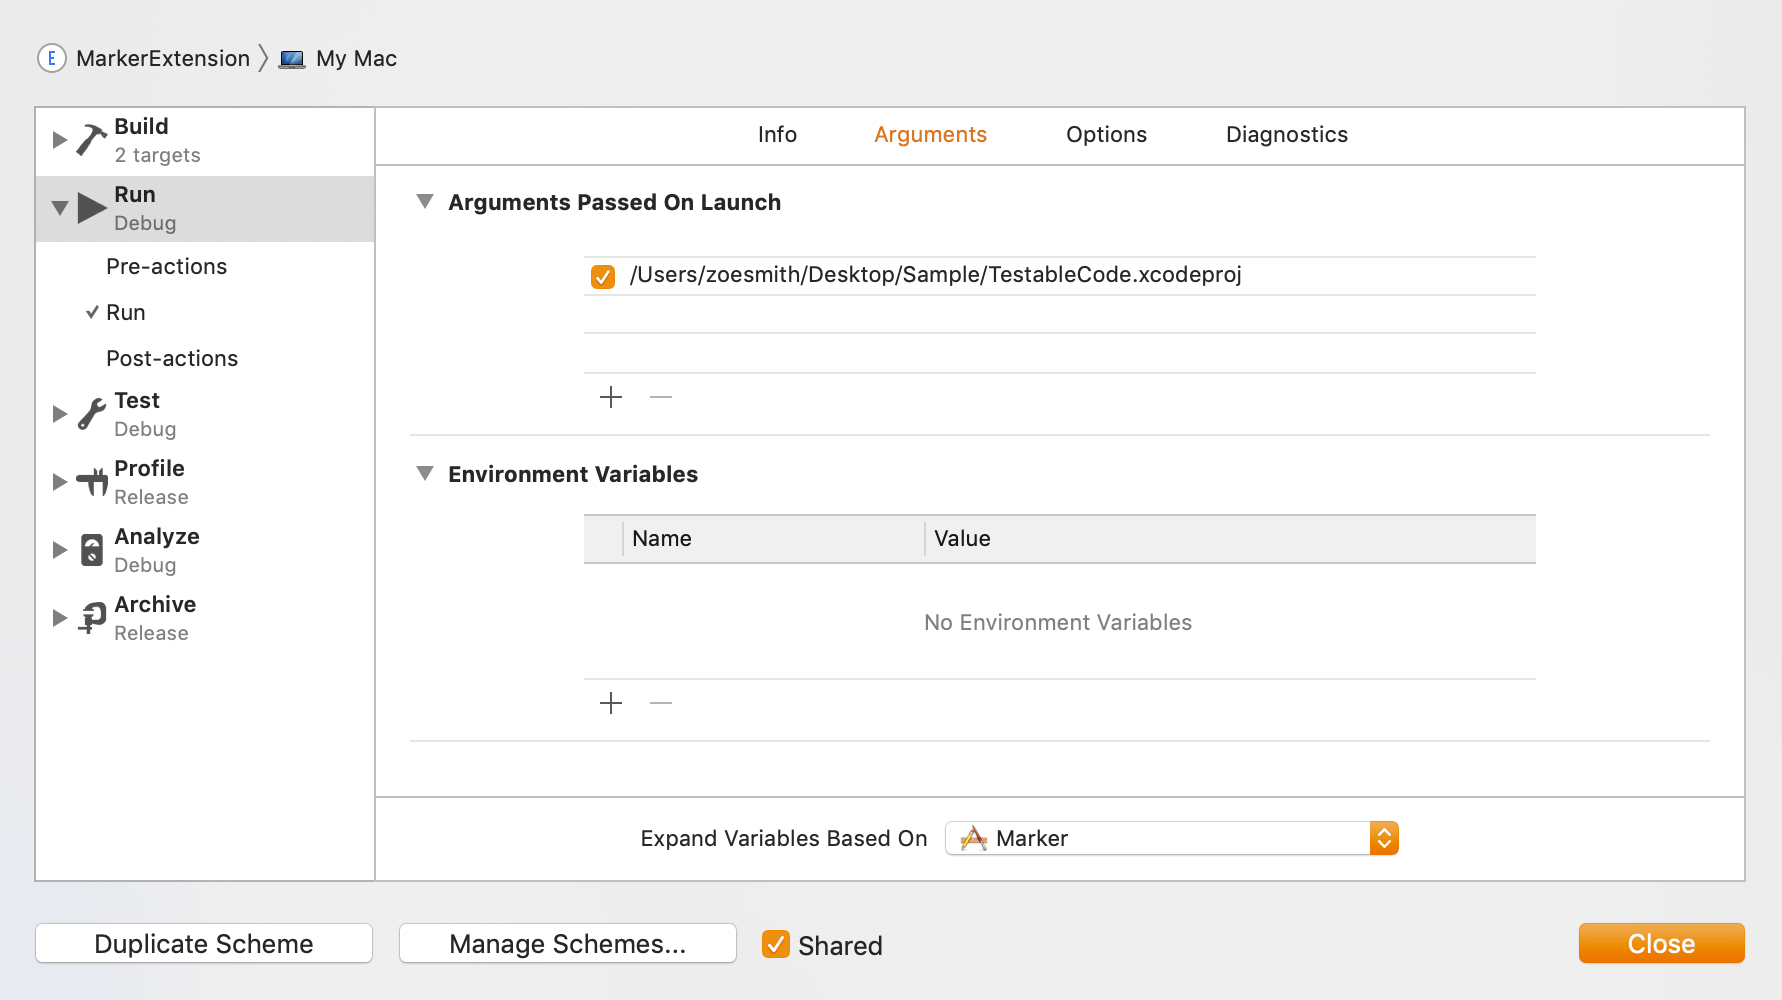 E MarkerExtension My Mac
Build
2 targets
Run
Debug
Pre-actions
Run
Post-actions
Test
Debug
Profile
Release
Analyze
Debug
Archive
Release
Info Arguments Options Diagnostics
Arguments Passed On Launch
/Users/zoesmith/Desktop/Sample/TestableCode.xcodeproj
Environment Variables
Name Value
No Environment Variables
Expand Variables Based On Marker
Duplicate Scheme Manage Schemes... Shared Close